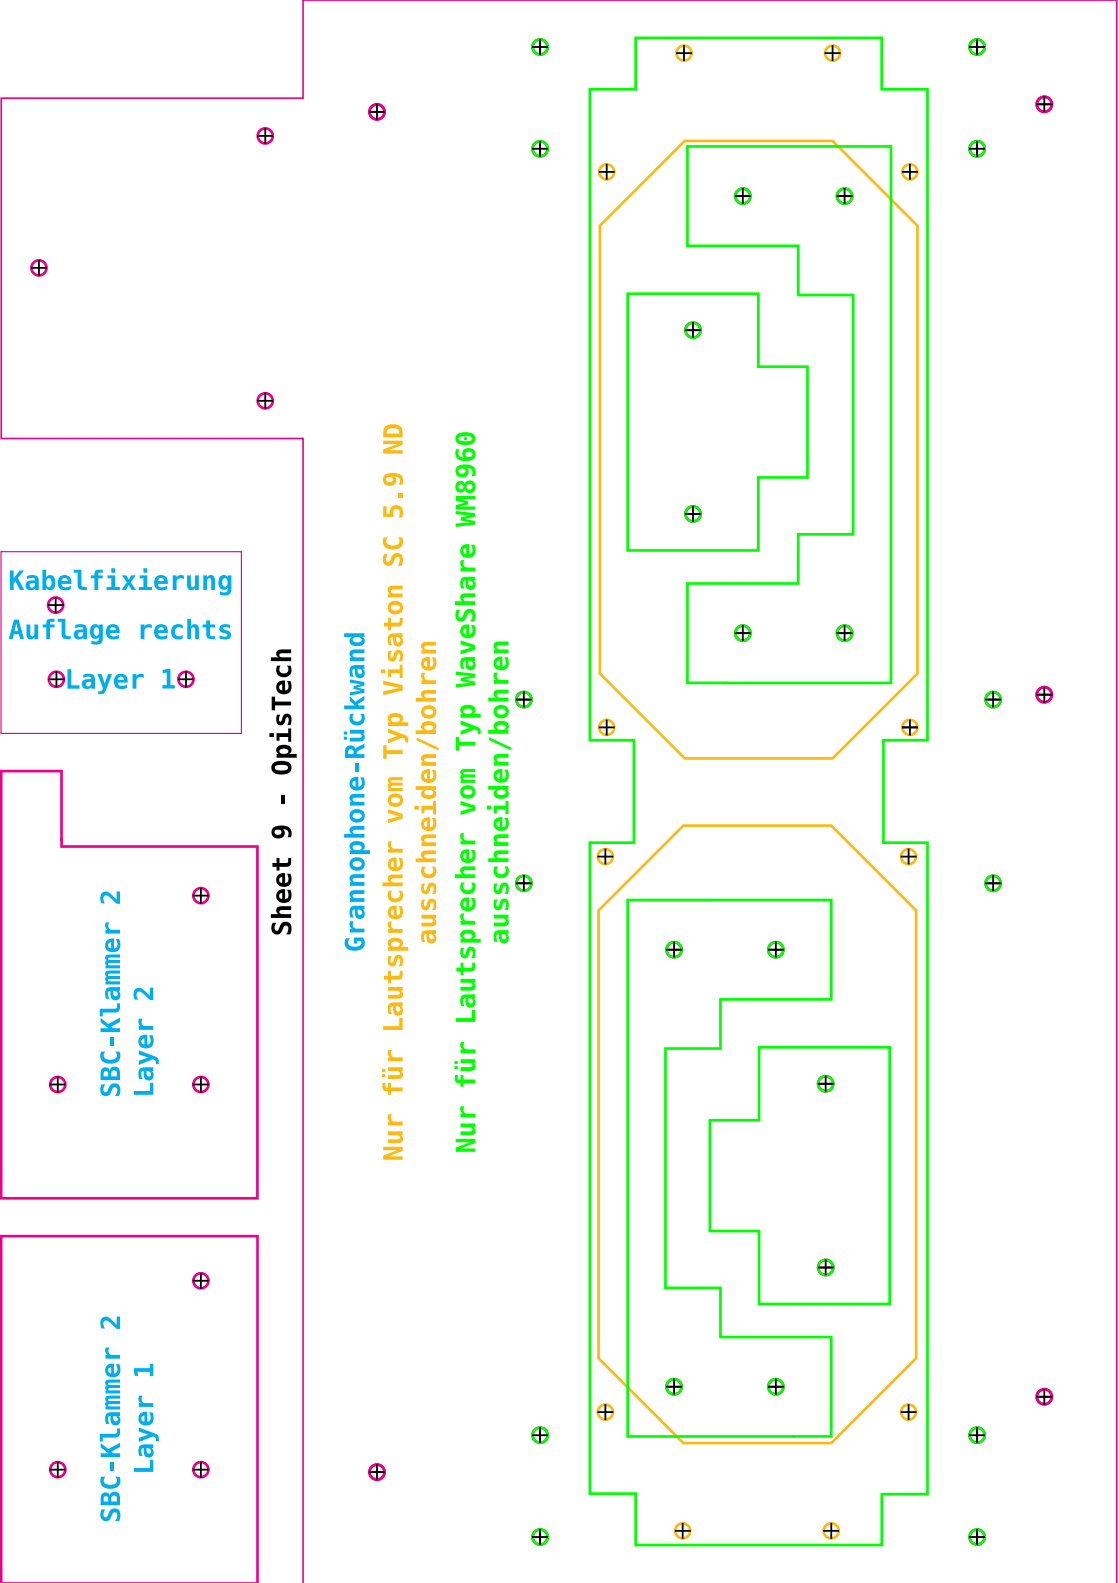 Kabelfixierung
Auflage rechts
Layer 1
SBC-Klammer 2
Layer 2
SBC-Klammer 2
Layer 1
Sheet 9 - OpisTech
Grannophone-Rückwand
Nur für Lautsprecher vom Typ Visaton SC 5.9 ND
ausschneiden/bohren
Nur für Lautsprecher vom Typ WaveShare WM8960
ausschneiden/bohren